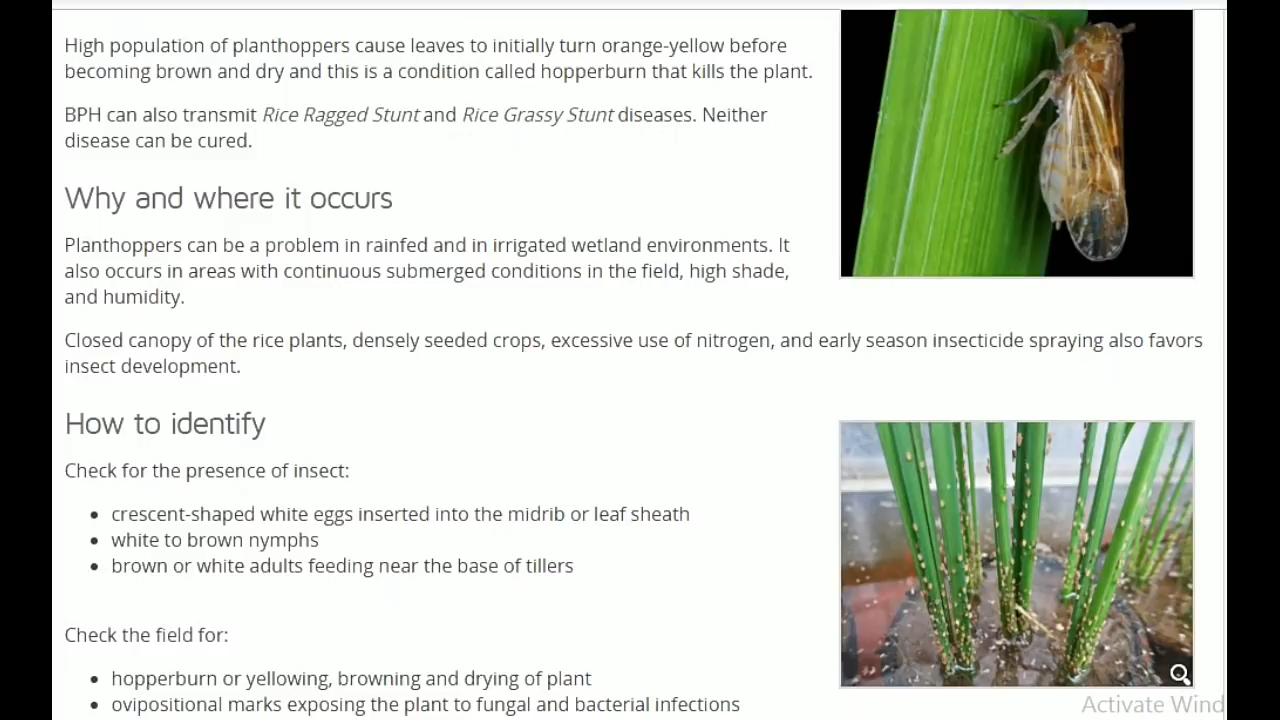 High population of planthoppers cause leaves to initially turn orange-yellow before
becoming brown and dry and this is a condition called hopperburn that kills the plant.
BPH can also transmit Rice Ragged Stunt and Rice Grassy Stunt diseases. Neither
disease can be cured.
Why and where it occurs
Planthoppers can be a problem in rainfed and in irrigated wetland environments. It
also occurs in areas with continuous submerged conditions in the field, high shade,
and humidity.
Closed canopy of the rice plants, densely seeded crops, excessive use of nitrogen, and early season insecticide spraying also favors
insect development.
How to identify
Check for the presence of insect:
• crescent-shaped white eggs inserted into the midrib or leaf sheath
• white to brown nymphs
• brown or white adults feeding near the base of tillers
Check the field for:
• hopperburn or yellowing, browning and drying of plant
• ovipositional marks exposing the plant to fungal and bacterial infections
Activate Wind